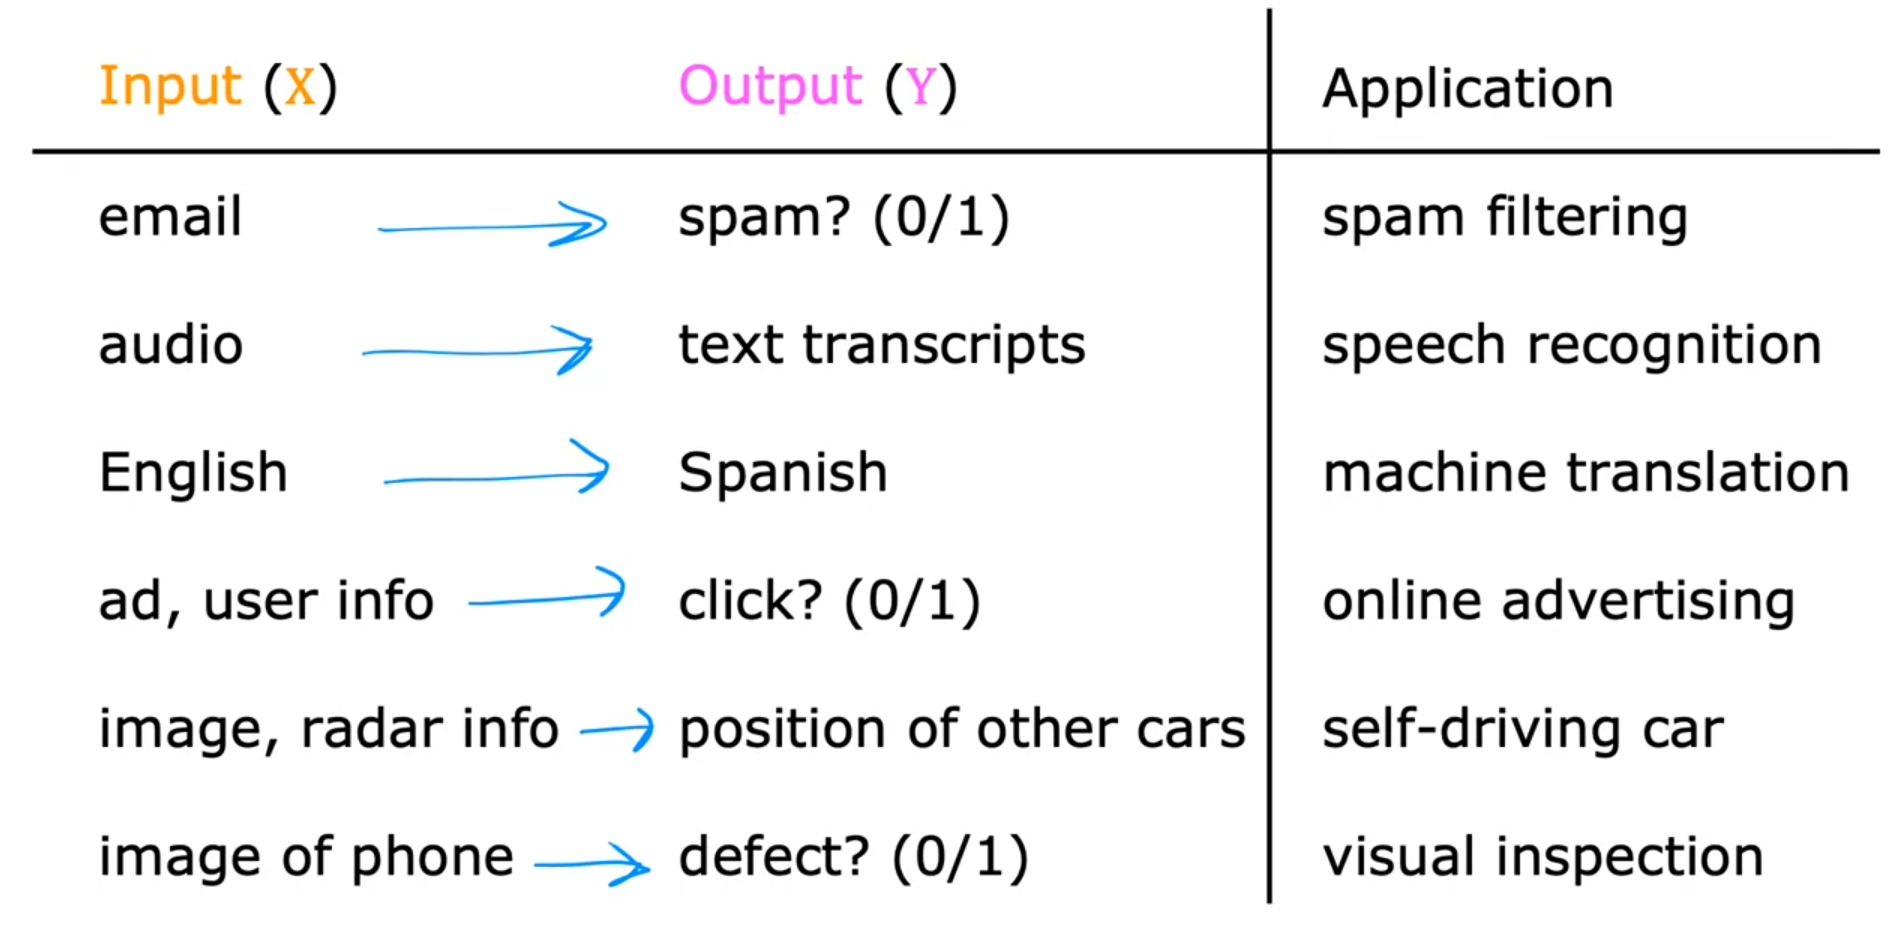 Input (X) Output (Y) Application
email spam? (0/1) spam filtering
audio text transcripts speech recognition
English Spanish machine translation
ad, user info click? (0/1) online advertising
image, radar info position of other cars self-driving car
image of phone defect? (0/1) visual inspection